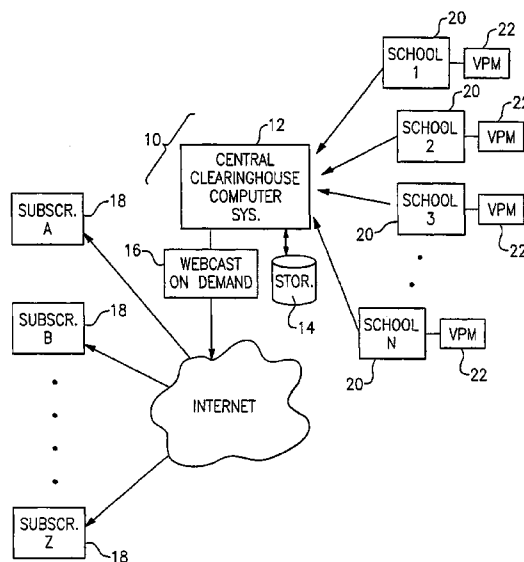 20
22
SCHOOL
1
VPM
20
22
SCHOOL
2
VPM
12
10
CENTRAL
CLEARINGHOUSE
COMPUTER
SYS.
22
SCHOOL
3
VPM
20
22
18
SUBSCR.
A
16
WEBCAST
ON DEMAND
STOR.
14
SCHOOL
N
VPM
20
22
18
SUBSCR.
B
INTERNET
SUBSCR.
Z
18